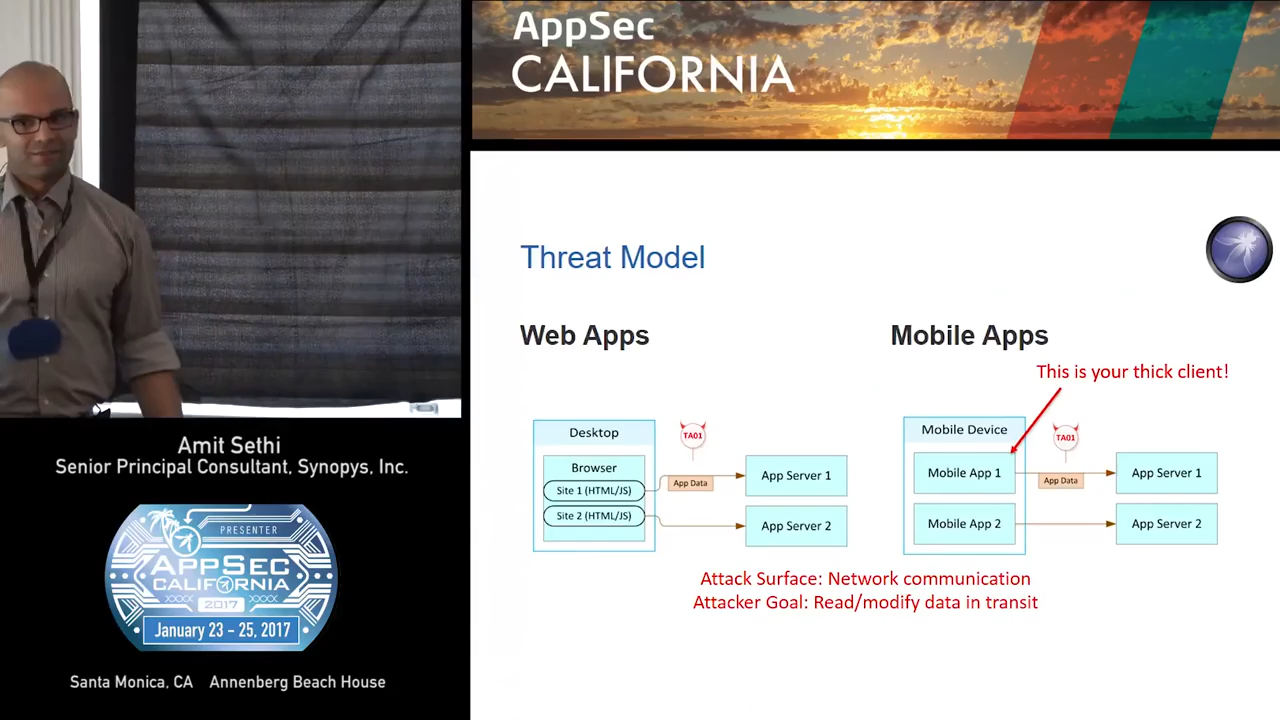 AppSec
CALIFORNIA
Threat Model
Web Apps
Mobile Apps
This is your thick client!
Desktop
Browser
Site 1 (HTML/JS)
Site 2 (HTML/JS)
TA01
App Data
App Server 1
App Server 2
Mobile Device
Mobile App 1
Mobile App 2
TA01
App Data
App Server 1
App Server 2
Attack Surface: Network communication
Attacker Goal: Read/modify data in transit
Amit Sethi
Senior Principal Consultant, Synopys, Inc.
PRESENTER
APPSEC
CALIFORNIA
2017
January 23 - 25, 2017
Santa Monica, CA Annenberg Beach House